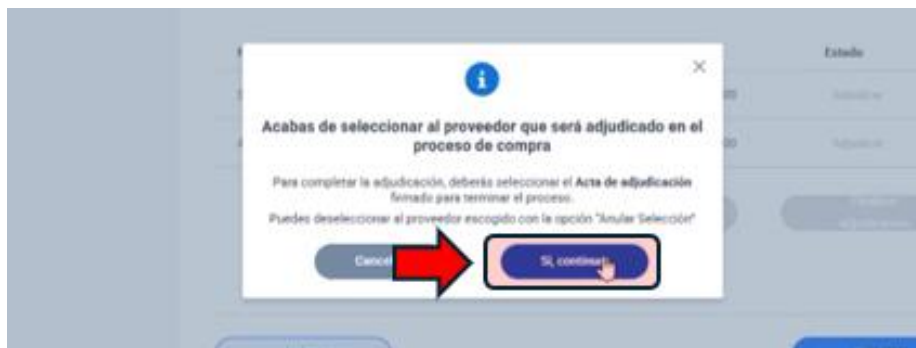 Estado
Acabas de seleccionar al proveedor que será adjudicado en el
proceso de compra
Para completar la adjudicación, deberás seleccionar el Acta de adjudicación
firmado para terminar el proceso.
Puedes deseleccionar al proveedor escogido con la opción "Anular Selección"
Cancel
Sí, continuar